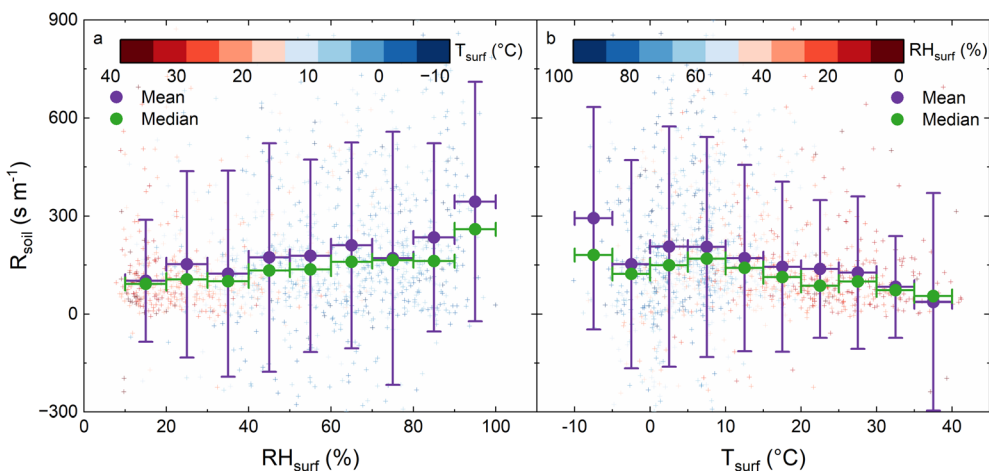 900
600
300
0
−300
R_soil (s m⁻¹)
a
T_surf (°C)
40 30 20 10 0 -10
Mean
Median
0 20 40 60 80 100
RH_surf (%)
b
RH_surf (%)
100 80 60 40 20 0
Mean
Median
-10 0 10 20 30 40
T_surf (°C)